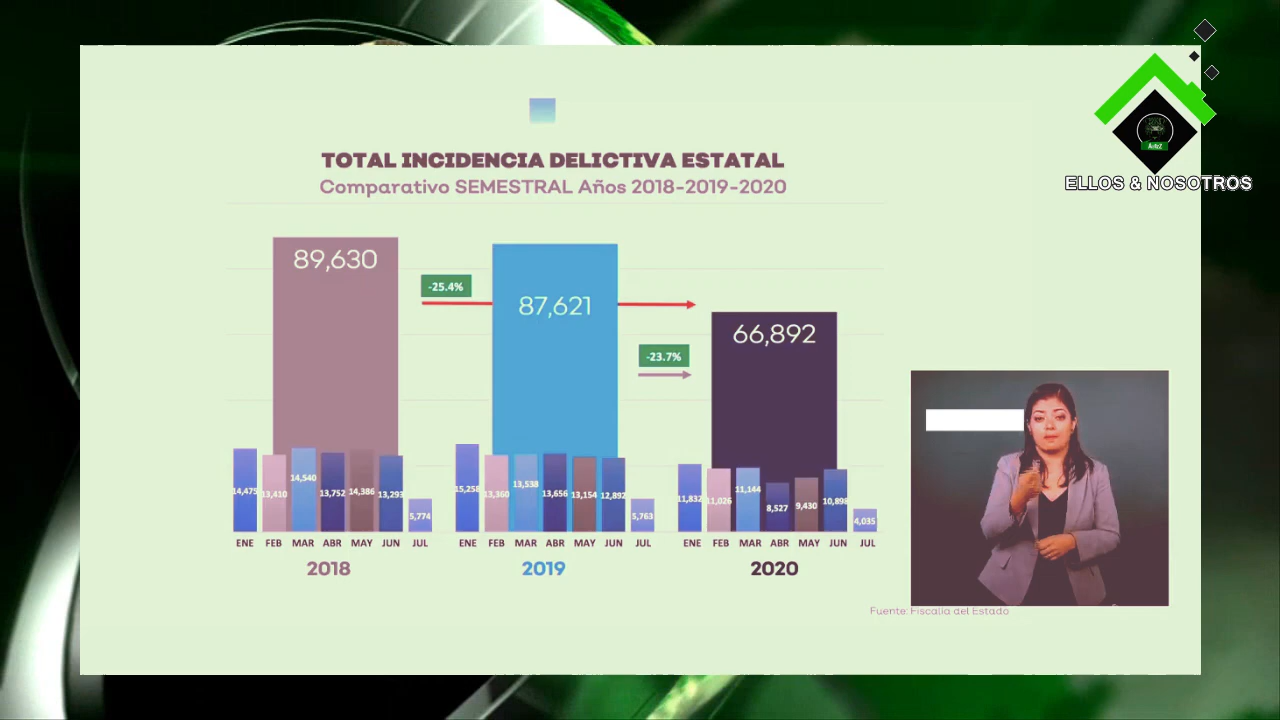 TOTAL INCIDENCIA DELICTIVA ESTATAL
Comparativo SEMESTRAL Años 2018-2019-2020
ELLOS & NOSOTROS
89,630
-25.4%
87,621
66,892
-23.7%
14,475 13,410 14,540 13,752 14,386 13,293 5,774
15,258 13,360 13,538 13,656 13,154 12,892 5,763
11,832 11,026 11,144 8,527 9,430 10,898 4,035
ENE FEB MAR ABR MAY JUN JUL
ENE FEB MAR ABR MAY JUN JUL
ENE FEB MAR ABR MAY JUN JUL
2018
2019
2020
Fuente: Fiscalía del Estado